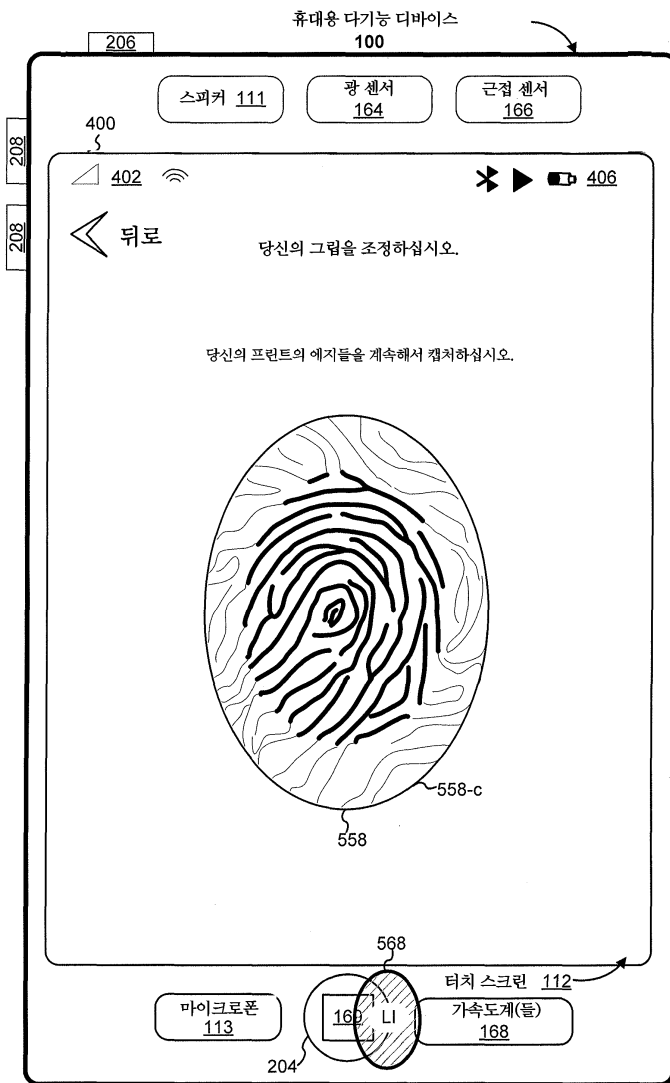 휴대용 다기능 디바이스
100
206
스피커 111
광 센서
164
근접 센서
166
208
208
400
402
406
뒤로
당신의 그립을 조정하십시오.
당신의 프린트의 에지들을 계속해서 캡처하십시오.
558-c
558
568
터치 스크린 112
마이크로폰
113
169
LI
가속도계(들)
168
204